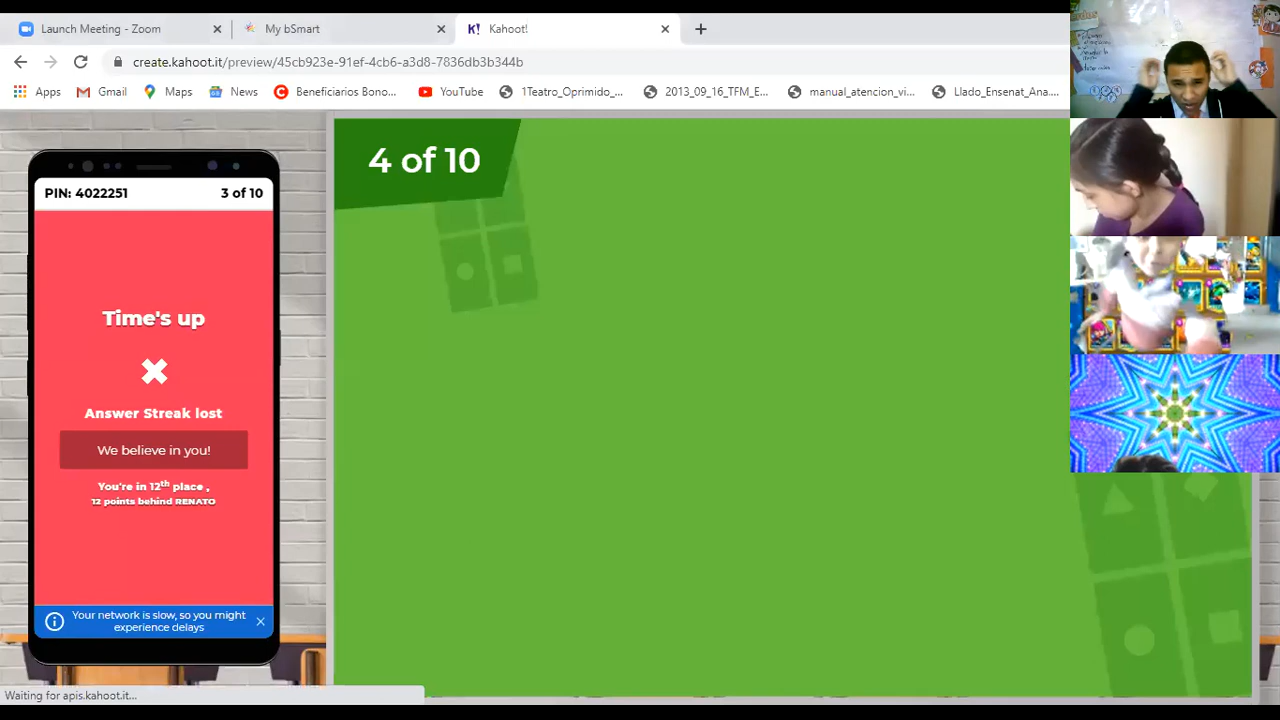 Launch Meeting - Zoom
My bSmart
Kahoot!
create.kahoot.it/preview/45cb923e-91ef-4dc6-a3d8-7836db3b344b
Apps
Gmail
Maps
News
Beneficiarios Bono...
YouTube
1Teatro_Oprimido_...
2013_09_16_TFM_E...
manual_atencion_vi...
Llado_Ensenat_Ana...
PIN: 4022251
3 of 10
Time's up
Answer Streak lost
We believe in you!
You're in 12th place ,
12 points behind RENATO
Your network is slow, so you might
experience delays
4 of 10
Waiting for apis.kahoot.it...